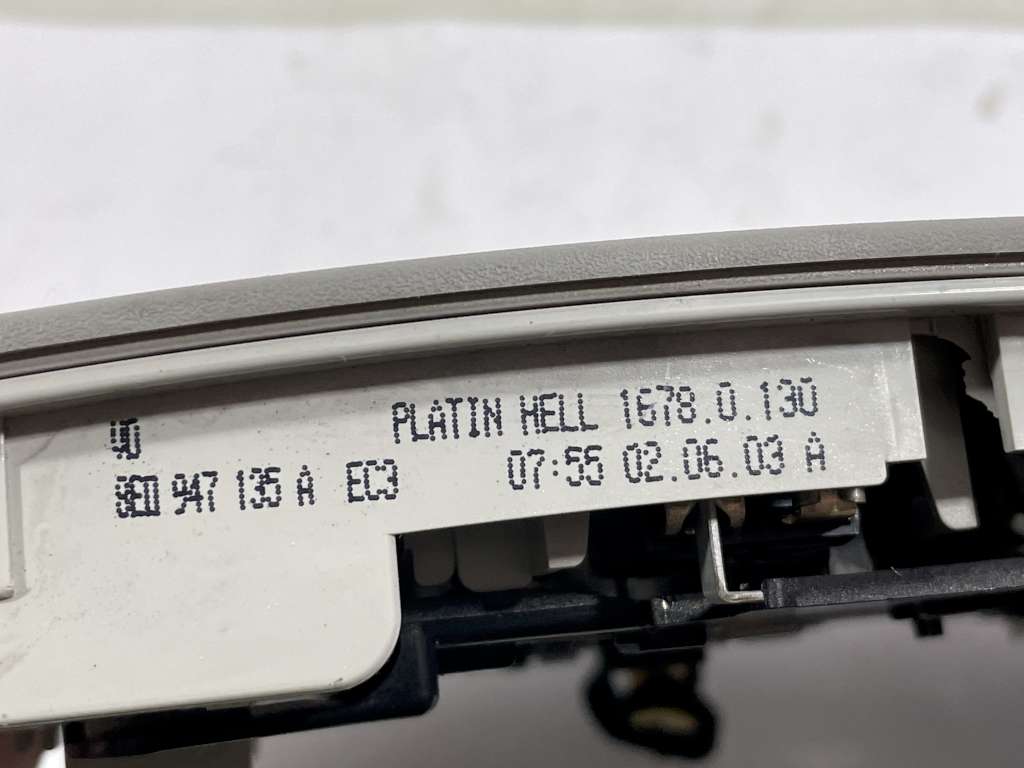 PLATIN HELL 1678.0.130
8E0 947 135 A EC3
07:55 02.06.03 A